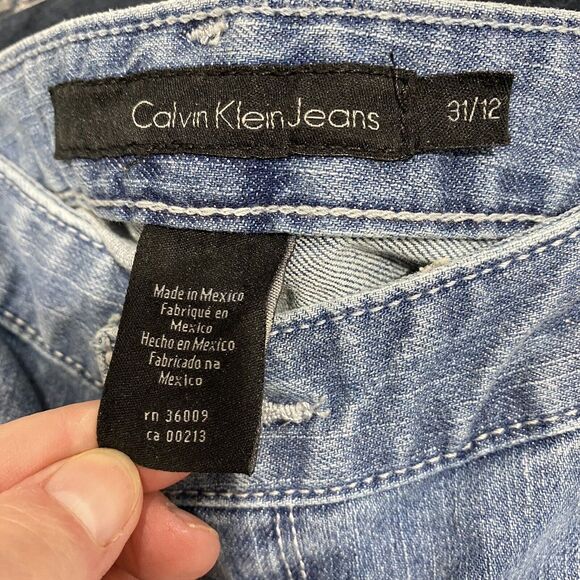 Calvin Klein Jeans 31/12
Made in Mexico
Fabriqué en
Mexico
Hecho en Mexico
Fabricado na
Mexico
rn 36009
ca 00213